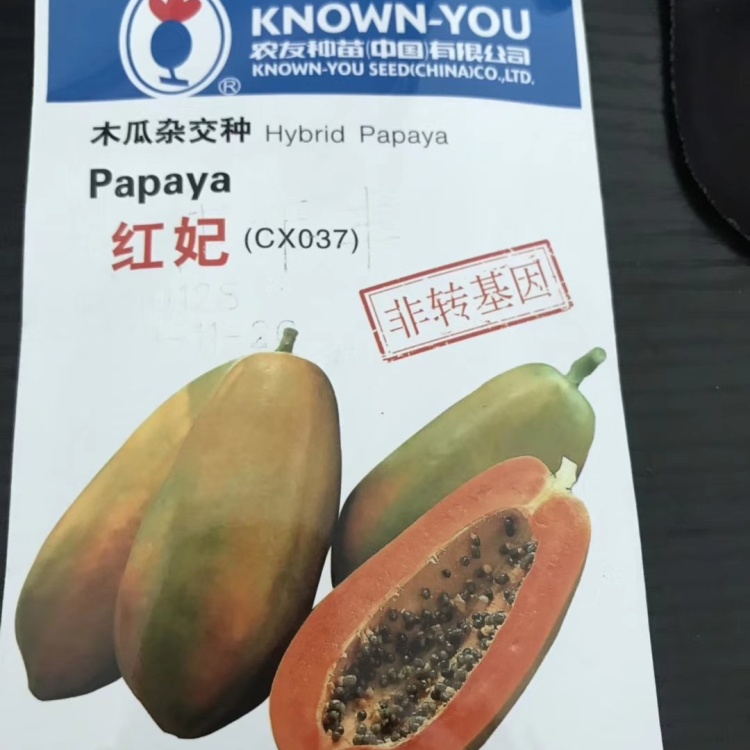 KNOWN-YOU
农友种苗(中国)有限公司
KNOWN-YOU SEED(CHINA)CO.,LTD.
®
木瓜杂交种 Hybrid Papaya
Papaya
红妃 (CX037)
非转基因